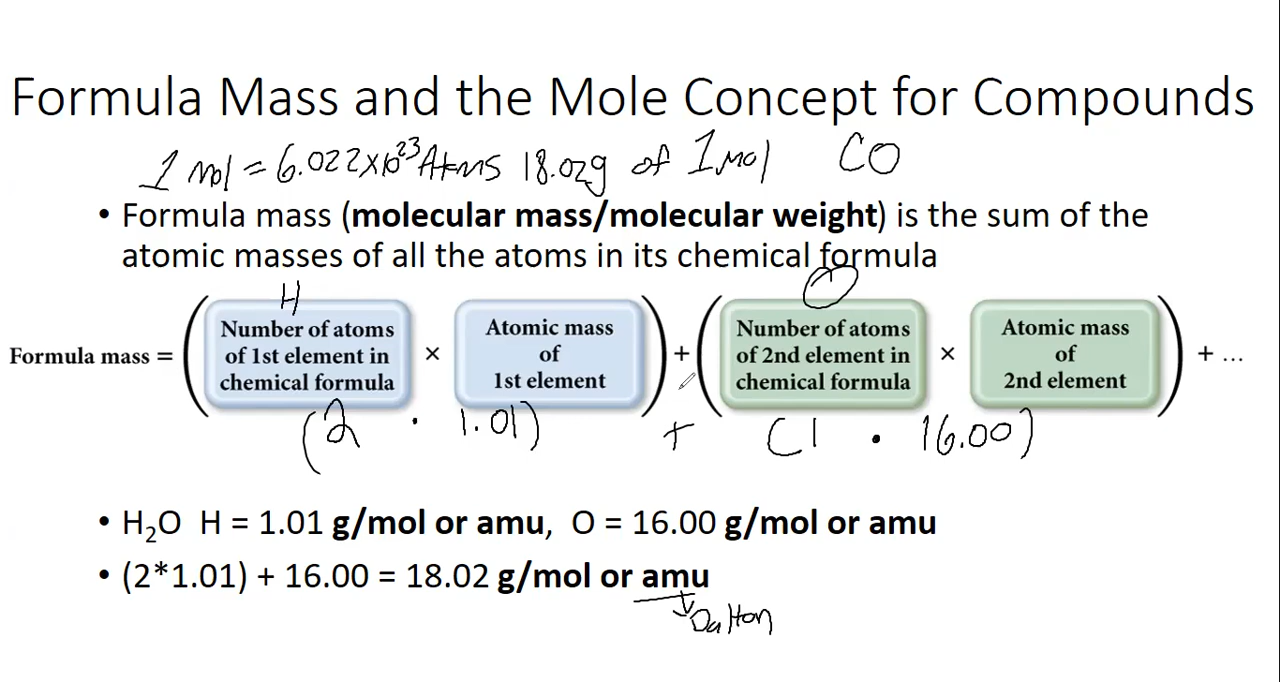 Formula Mass and the Mole Concept for Compounds
1 mol = 6.022x10²³ Atoms 18.02g of 1 mol CO
• Formula mass (molecular mass/molecular weight) is the sum of the
atomic masses of all the atoms in its chemical formula
H O
Formula mass = ( Number of atoms of 1st element in chemical formula × Atomic mass of 1st element ) + ( Number of atoms of 2nd element in chemical formula × Atomic mass of 2nd element ) + ...
(2 · 1.01) + (1 · 16.00)
• H₂O H = 1.01 g/mol or amu, O = 16.00 g/mol or amu
• (2*1.01) + 16.00 = 18.02 g/mol or amu
Dalton